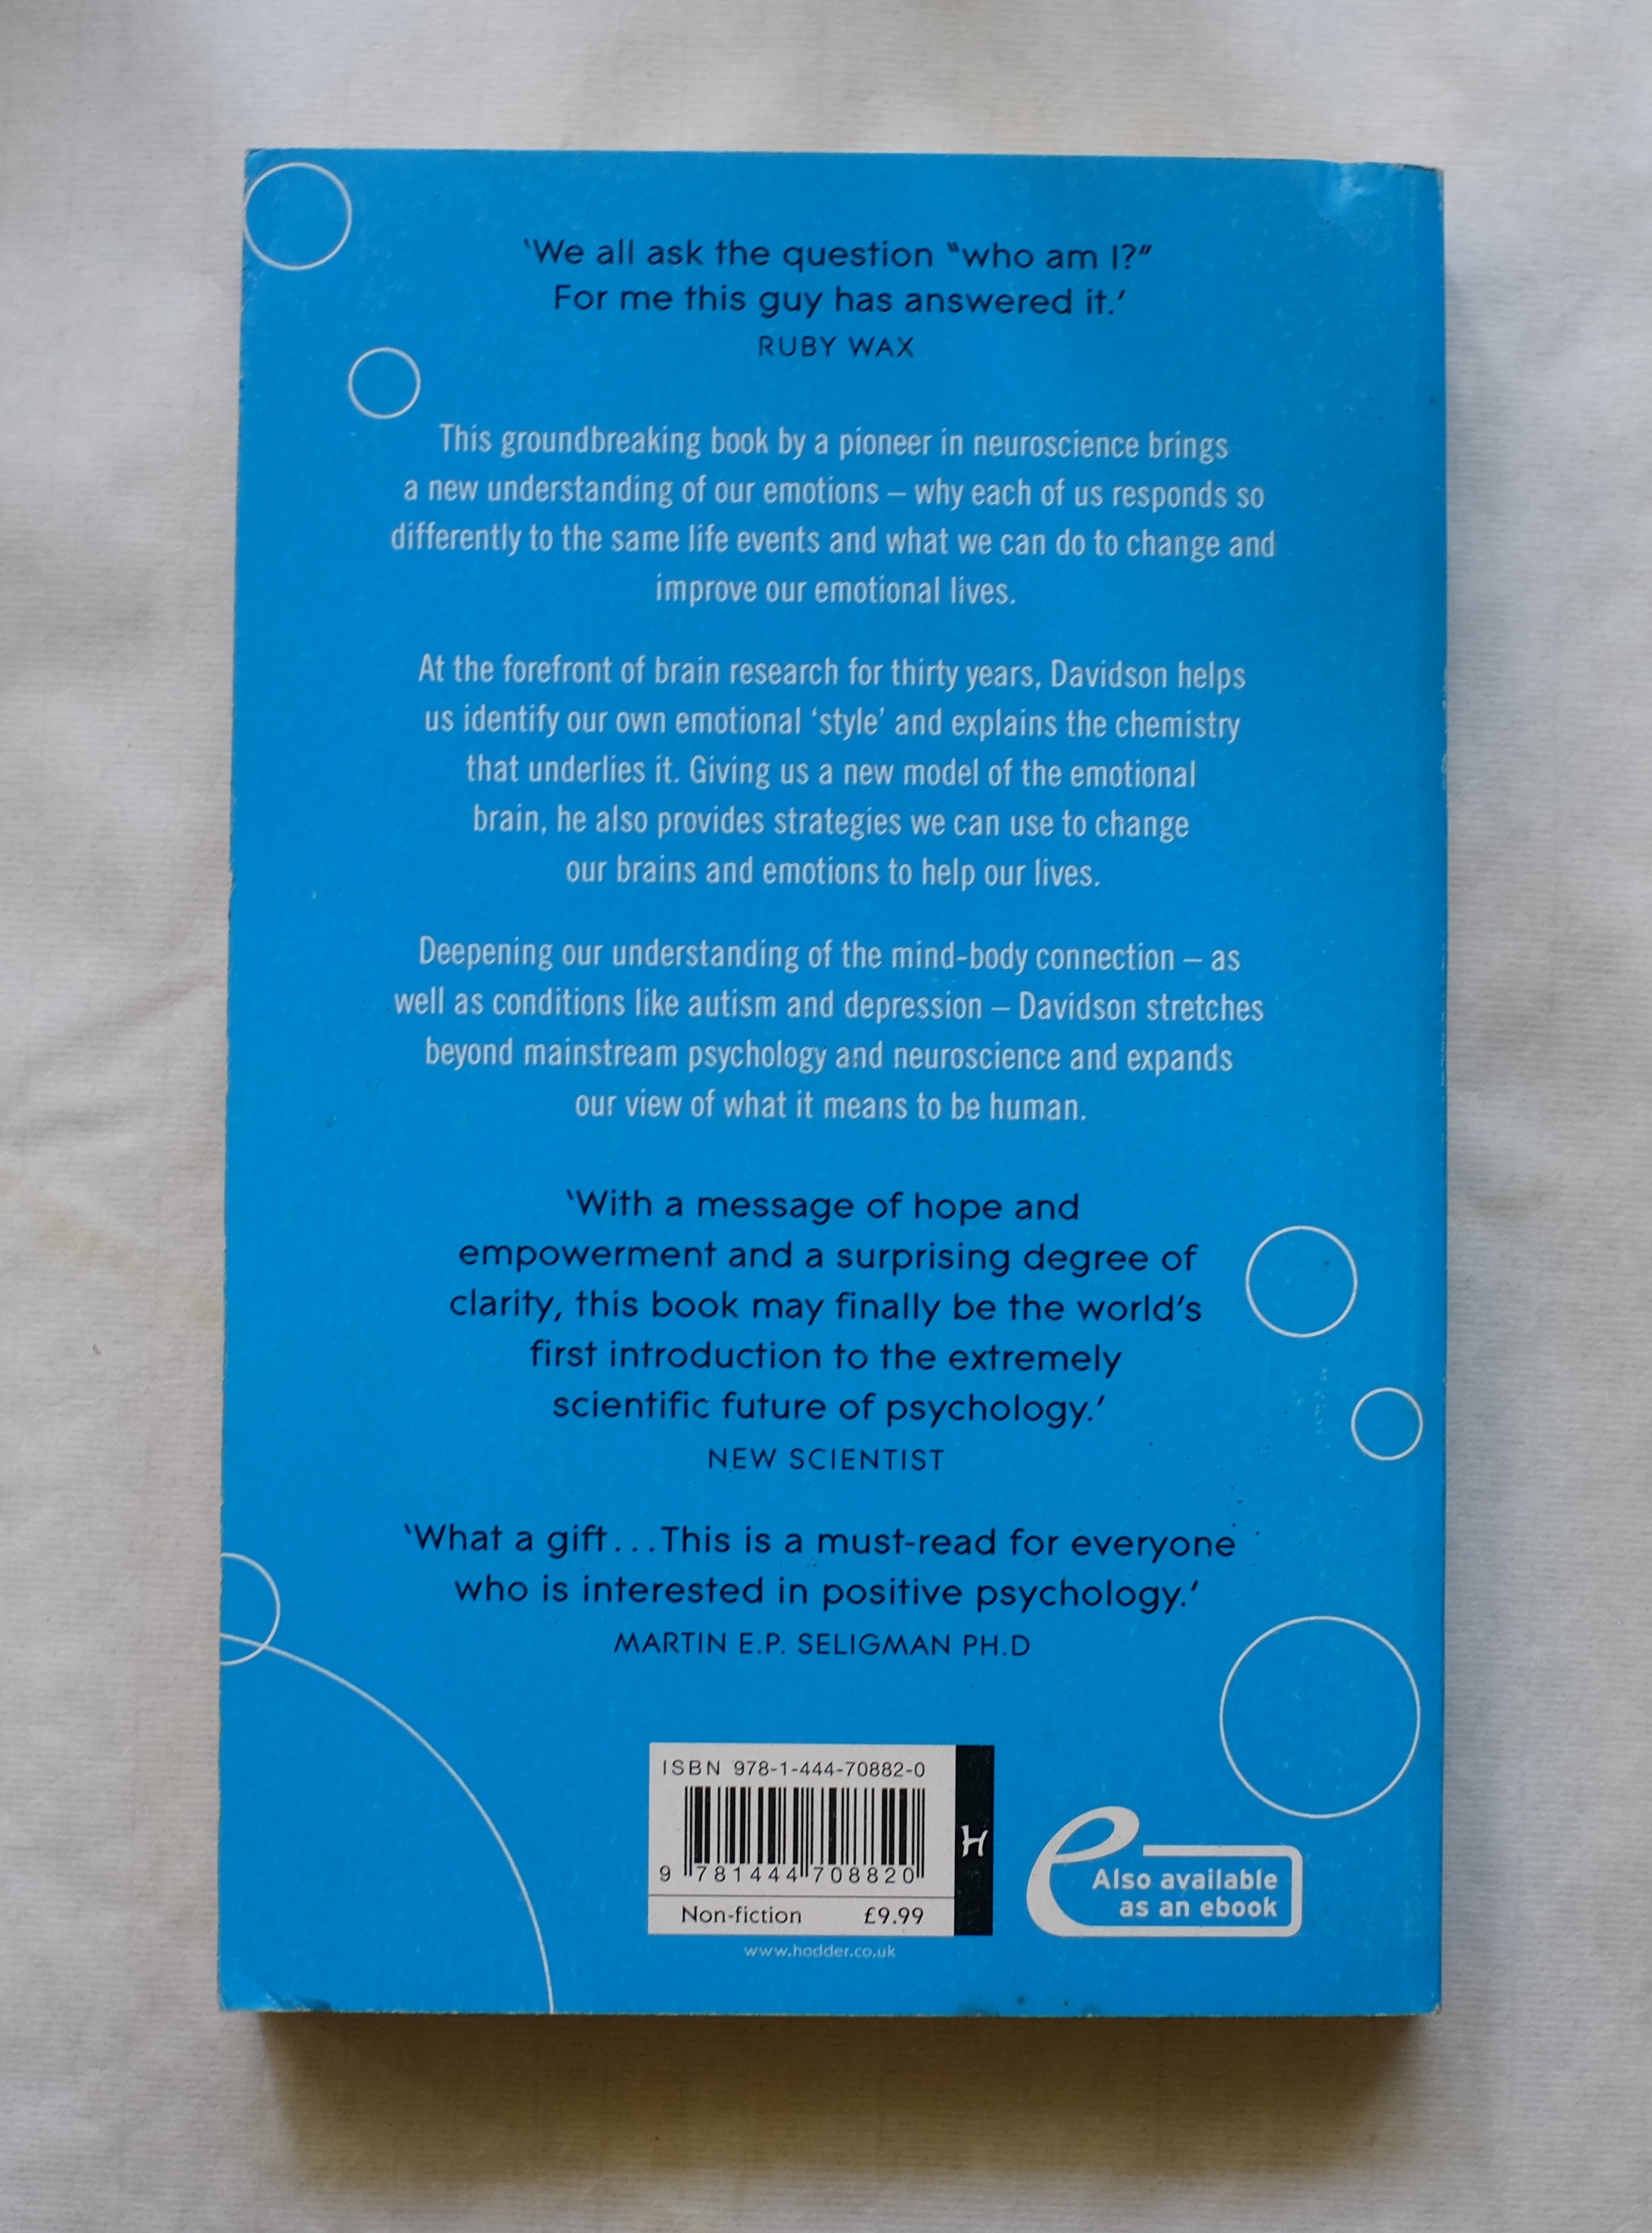 ‘We all ask the question “who am I?”
For me this guy has answered it.’
RUBY WAX
This groundbreaking book by a pioneer in neuroscience brings
a new understanding of our emotions – why each of us responds so
differently to the same life events and what we can do to change and
improve our emotional lives.
At the forefront of brain research for thirty years, Davidson helps
us identify our own emotional ‘style’ and explains the chemistry
that underlies it. Giving us a new model of the emotional
brain, he also provides strategies we can use to change
our brains and emotions to help our lives.
Deepening our understanding of the mind-body connection – as
well as conditions like autism and depression – Davidson stretches
beyond mainstream psychology and neuroscience and expands
our view of what it means to be human.
‘With a message of hope and
empowerment and a surprising degree of
clarity, this book may finally be the world’s
first introduction to the extremely
scientific future of psychology.’
NEW SCIENTIST
‘What a gift...This is a must-read for everyone
who is interested in positive psychology.’
MARTIN E.P. SELIGMAN PH.D
ISBN 978-1-444-70882-0
9 781444 708820
H
Non-fiction £9.99
www.hodder.co.uk
e
Also available
as an ebook